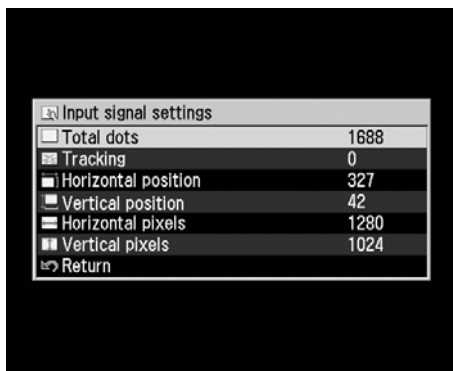 Input signal settings
Total dots 1688
Tracking 0
Horizontal position 327
Vertical position 42
Horizontal pixels 1280
Vertical pixels 1024
Return